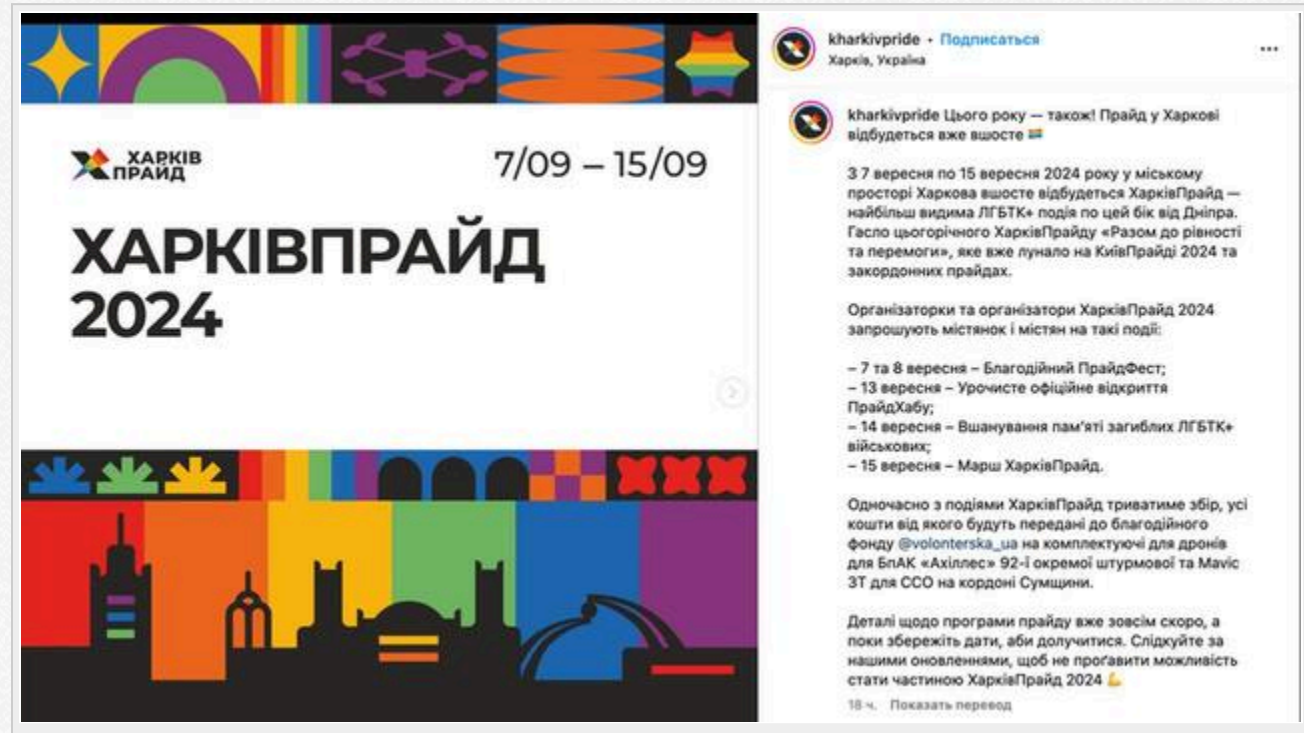 ХАРКІВ
ПРАЙД
7/09 – 15/09
ХАРКІВПРАЙД
2024
kharkivpride • Подписаться
Харків, Україна
kharkivpride Цього року — також! Прайд у Харкові
відбудеться вже вшосте
З 7 вересня по 15 вересня 2024 року у міському
просторі Харкова вшосте відбудеться ХарківПрайд —
найбільш видима ЛГБТК+ подія по цей бік від Дніпра.
Гасло цьогорічного ХарківПрайду «Разом до рівності
та перемоги», яке вже лунало на КиївПрайді 2024 та
закордонних прайдах.
Організаторки та організатори ХарківПрайд 2024
запрошують містянок і містян на такі події:
– 7 та 8 вересня – Благодійний ПрайдФест;
– 13 вересня – Урочисте офіційне відкриття
ПрайдХабу;
– 14 вересня – Вшанування пам'яті загиблих ЛГБТК+
військових;
– 15 вересня – Марш ХарківПрайд.
Одночасно з подіями ХарківПрайд триватиме збір, усі
кошти від якого будуть передані до благодійного
фонду @volonterska_ua на комплектуючі для дронів
для БпАК «Ахіллес» 92-ї окремої штурмової та Mavic
3T для ССО на кордоні Сумщини.
Деталі щодо програми прайду вже зовсім скоро, а
поки збережіть дати, аби долучитися. Слідкуйте за
нашими оновленнями, щоб не проґавити можливість
стати частиною ХарківПрайд 2024
18 ч. Показать перевод